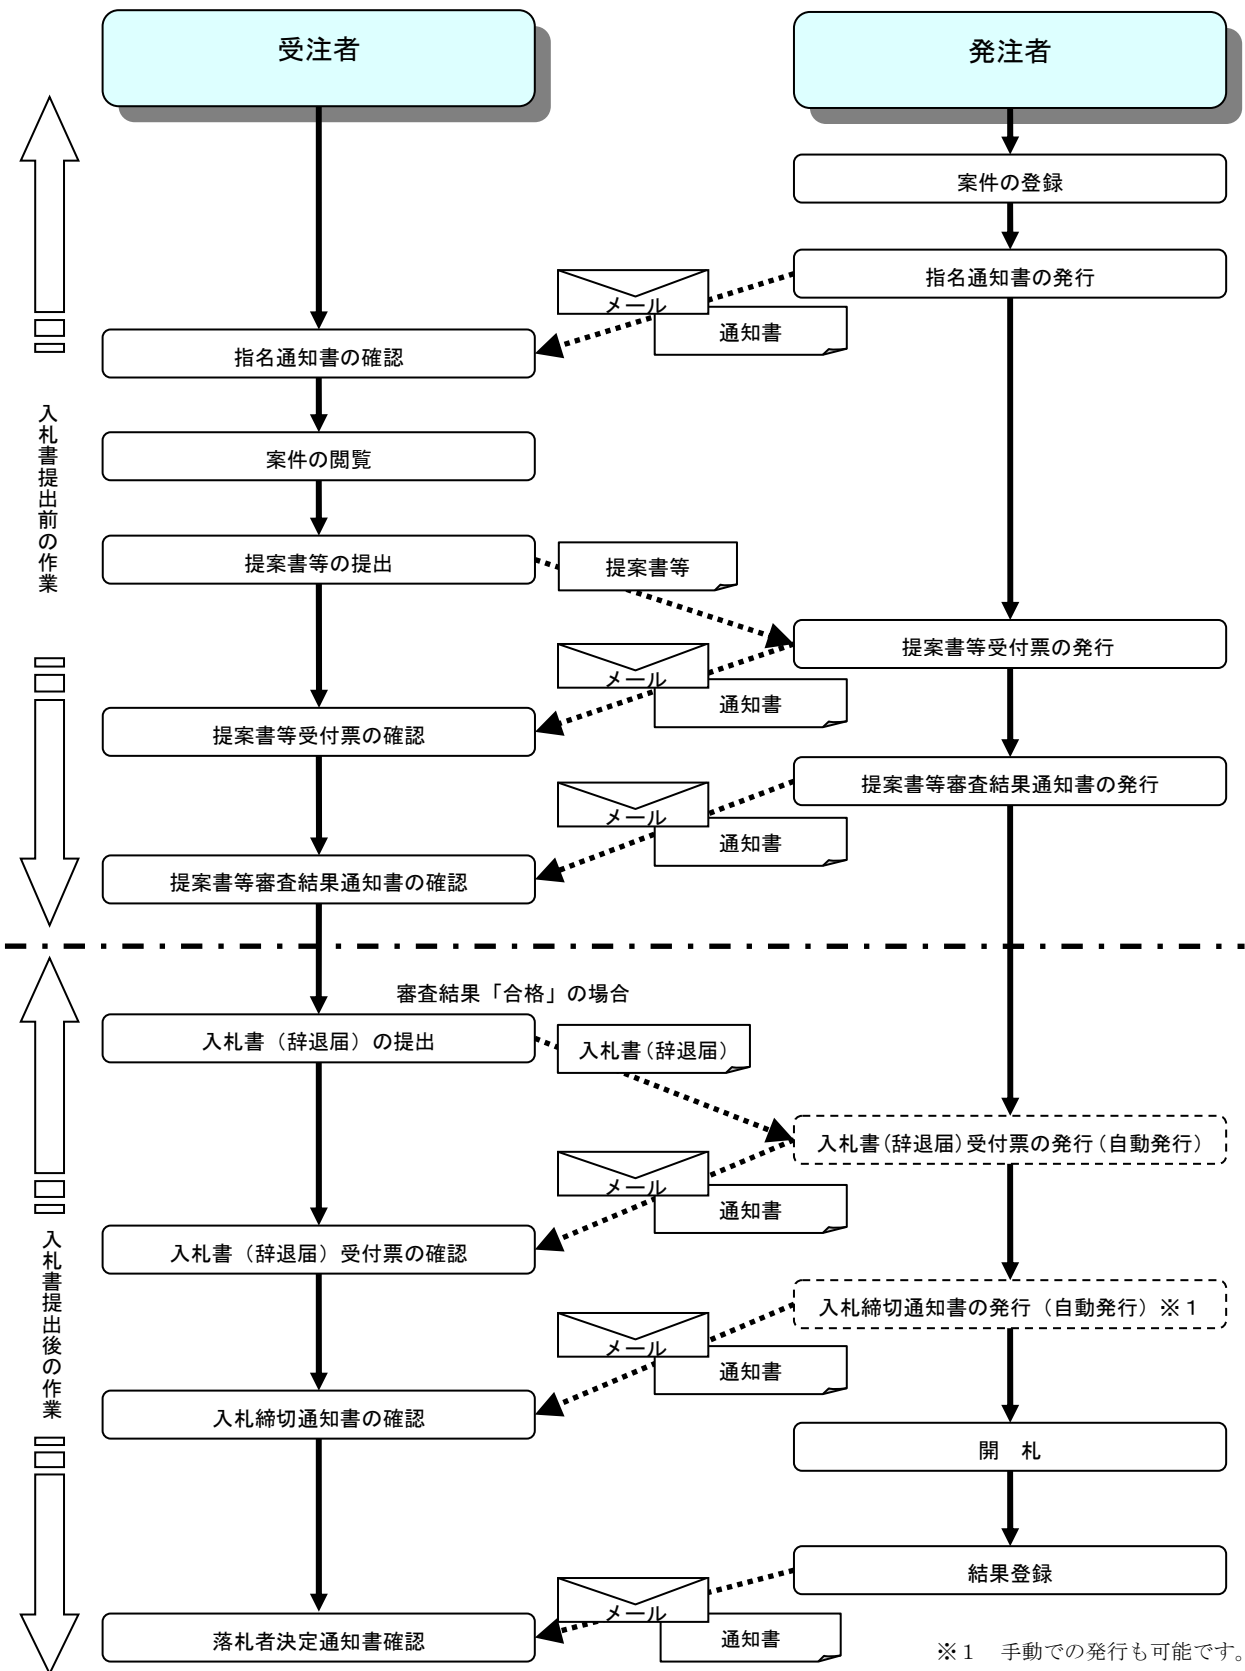 受注者
発注者
案件の登録
指名通知書の発行
メール
通知書
指名通知書の確認
入札書提出前の作業
案件の閲覧
提案書等の提出
提案書等
提案書等受付票の発行
メール
通知書
提案書等受付票の確認
提案書等審査結果通知書の発行
メール
通知書
提案書等審査結果通知書の確認
審査結果「合格」の場合
入札書（辞退届）の提出
入札書(辞退届)
入札書(辞退届)受付票の発行(自動発行)
メール
通知書
入札書（辞退届）受付票の確認
入札書提出後の作業
入札締切通知書の発行（自動発行）※１
メール
通知書
入札締切通知書の確認
開　札
結果登録
メール
通知書
落札者決定通知書確認
※１　手動での発行も可能です。